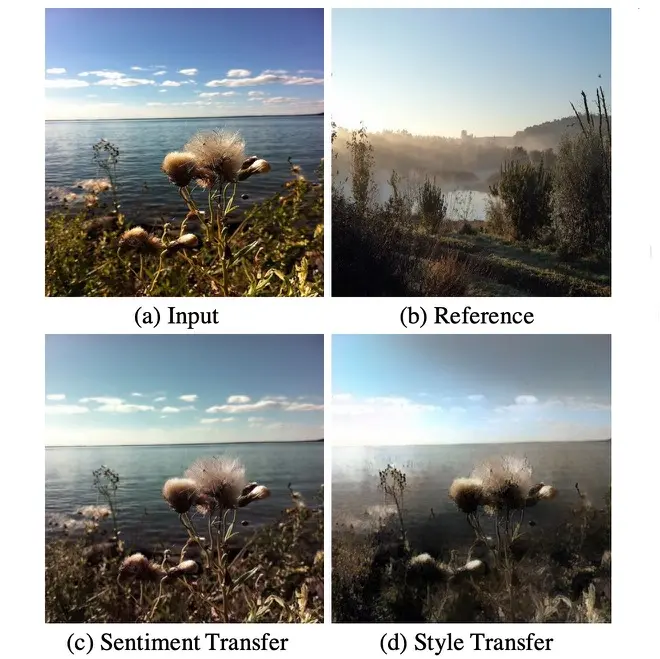 (a) Input
(b) Reference
(c) Sentiment Transfer
(d) Style Transfer